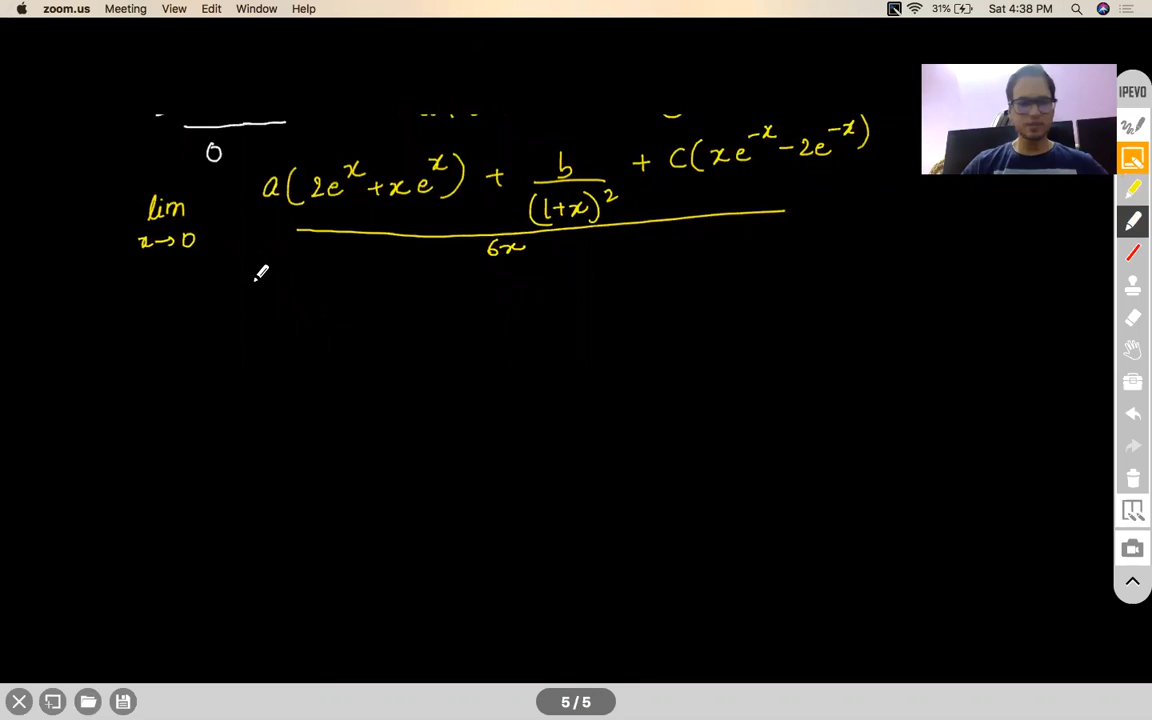 zoom.us Meeting View Edit Window Help 31% Sat 4:38 PM
IPEVO
0
lim x→0 (a(2e^x + xe^x) + b/(1+x)^2 + c(xe^-x - 2e^-x))/6x
5 / 5